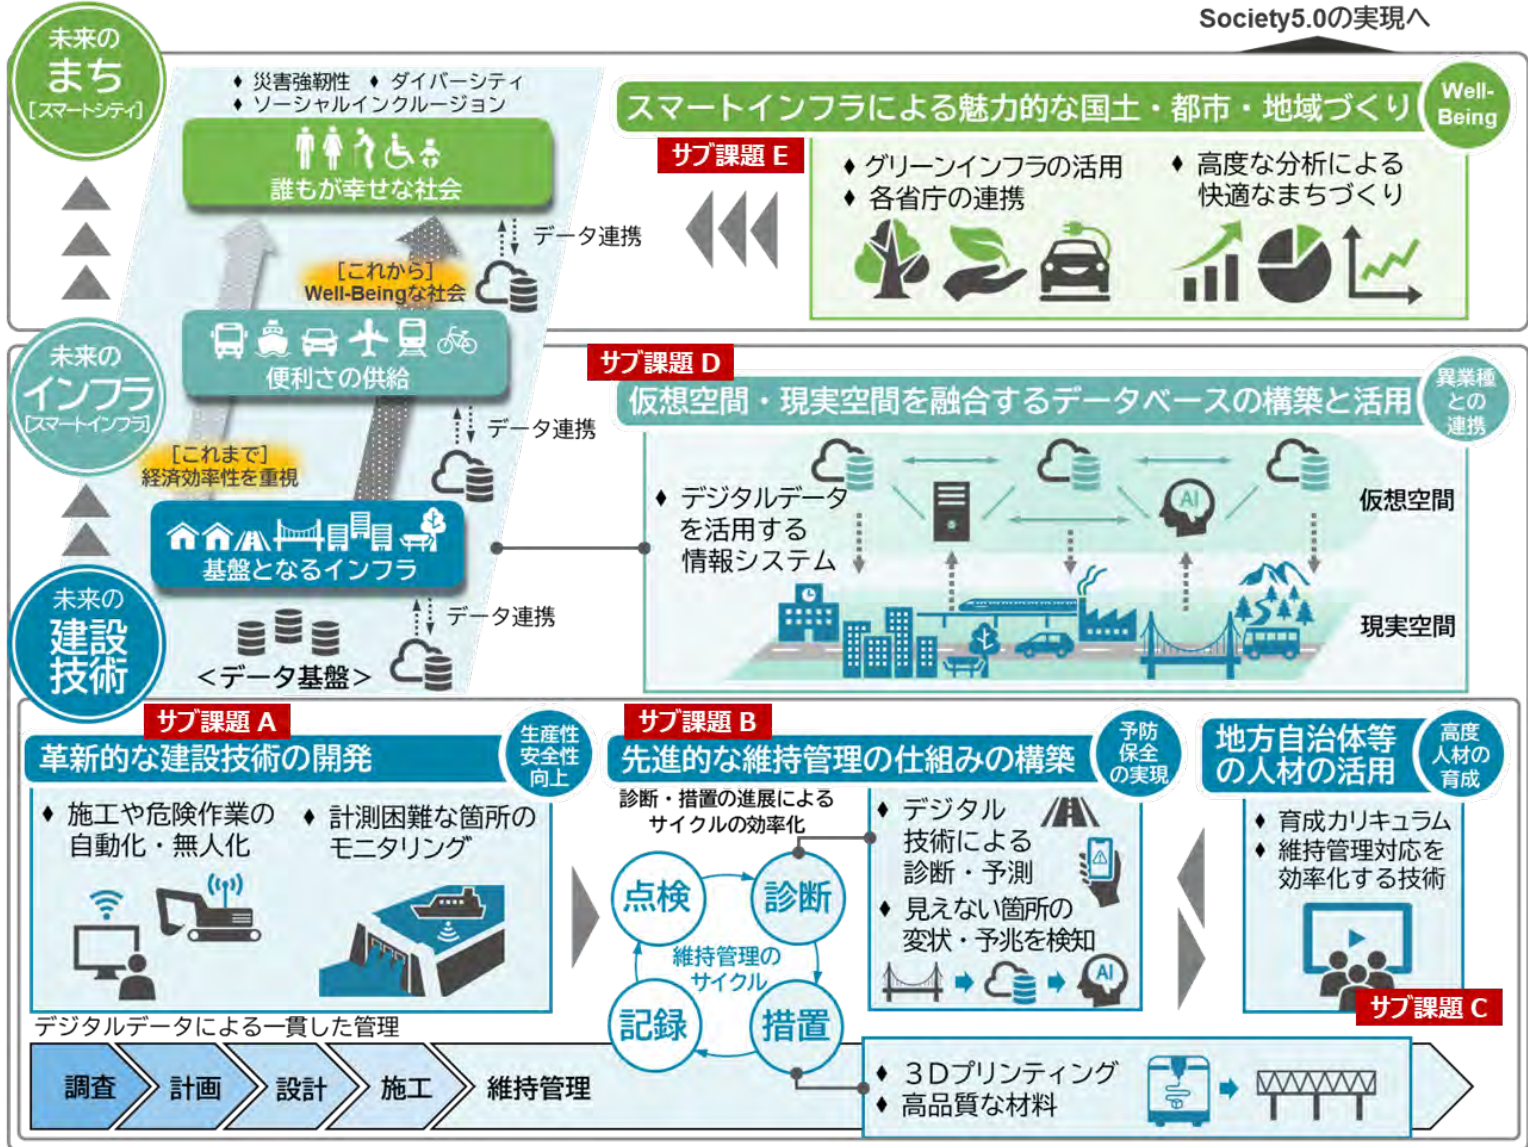 Society5.0の実現へ
未来の
まち
[スマートシティ]
♦ 災害強靭性 ♦ ダイバーシティ
♦ ソーシャルインクルージョン
誰もが幸せな社会
データ連携
[これから]
Well-Beingな社会
スマートインフラによる魅力的な国土・都市・地域づくり
Well-
Being
サブ課題 E
♦ グリーンインフラの活用
♦ 各省庁の連携
♦ 高度な分析による
快適なまちづくり
未来の
インフラ
[スマートインフラ]
便利さの供給
データ連携
[これまで]
経済効率性を重視
基盤となるインフラ
データ連携
<データ基盤>
サブ課題 D
仮想空間・現実空間を融合するデータベースの構築と活用
異業種
との
連携
♦ デジタルデータ
を活用する
情報システム
AI
仮想空間
現実空間
未来の
建設
技術
サブ課題 A
革新的な建設技術の開発
生産性
安全性
向上
♦ 施工や危険作業の
自動化・無人化
♦ 計測困難な箇所の
モニタリング
サブ課題 B
先進的な維持管理の仕組みの構築
予防
保全
の実現
診断・措置の進展による
サイクルの効率化
点検
診断
維持管理の
サイクル
記録
措置
♦ デジタル
技術による
診断・予測
♦ 見えない箇所の
変状・予兆を検知
AI
地方自治体等
の人材の活用
高度
人材の
育成
♦ 育成カリキュラム
♦ 維持管理対応を
効率化する技術
サブ課題 C
デジタルデータによる一貫した管理
調査
計画
設計
施工
維持管理
♦ 3Dプリンティング
♦ 高品質な材料